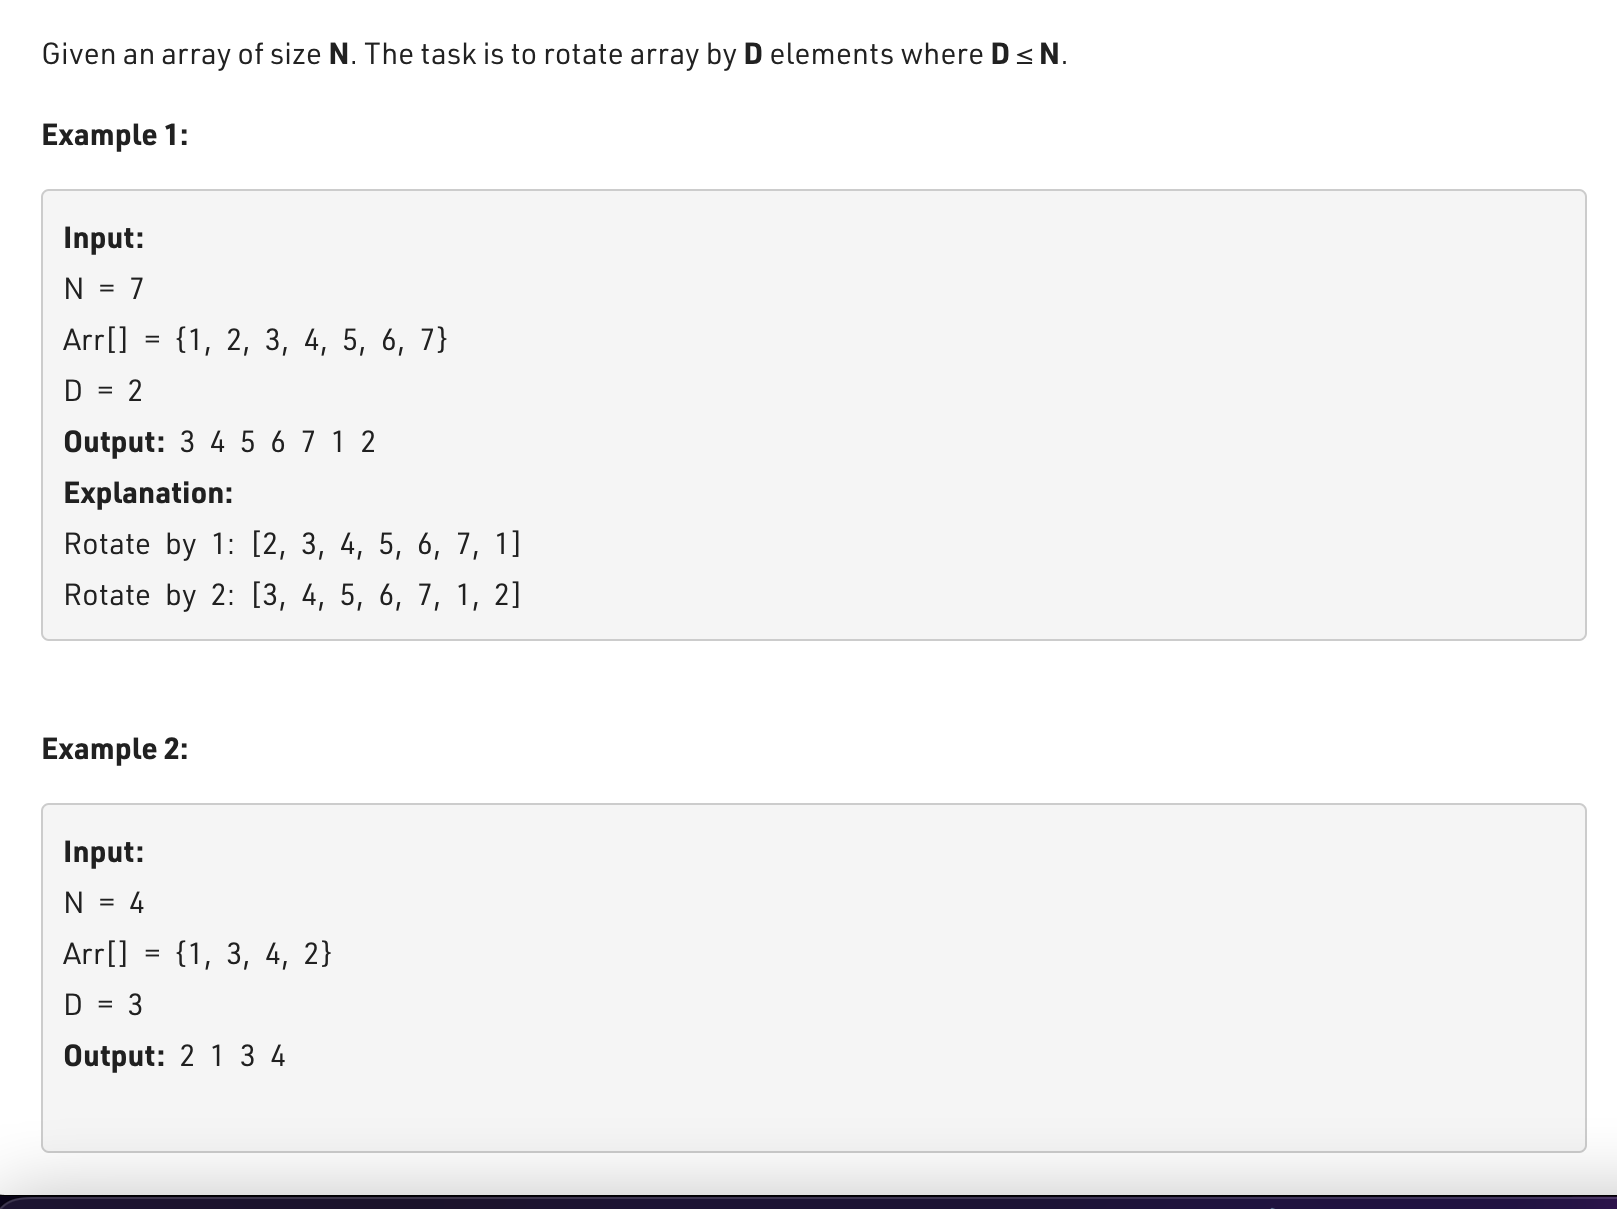 Given an array of size N. The task is to rotate array by D elements where D ≤ N.
Example 1:
Input:
N = 7
Arr[] = {1, 2, 3, 4, 5, 6, 7}
D = 2
Output: 3 4 5 6 7 1 2
Explanation:
Rotate by 1: [2, 3, 4, 5, 6, 7, 1]
Rotate by 2: [3, 4, 5, 6, 7, 1, 2]
Example 2:
Input:
N = 4
Arr[] = {1, 3, 4, 2}
D = 3
Output: 2 1 3 4